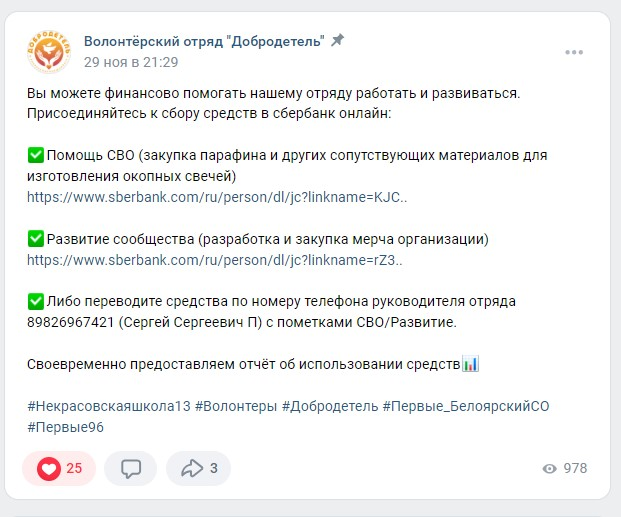 ДОБРОДЕТЕЛЬ
Волонтёрский отряд "Добродетель"
29 ноя в 21:29
Вы можете финансово помогать нашему отряду работать и развиваться.
Присоединяйтесь к сбору средств в сбербанк онлайн:
✅Помощь СВО (закупка парафина и других сопутствующих материалов для
изготовления окопных свечей)
https://www.sberbank.com/ru/person/dl/jc?linkname=KJC..
✅Развитие сообщества (разработка и закупка мерча организации)
https://www.sberbank.com/ru/person/dl/jc?linkname=rZ3..
✅Либо переводите средства по номеру телефона руководителя отряда
89826967421 (Сергей Сергеевич П) с пометками СВО/Развитие.
Своевременно предоставляем отчёт об использовании средств📊
#Некрасовскаяшкола13 #Волонтеры #Добродетель #Первые_БелоярскийСО
#Первые96
25
3
978